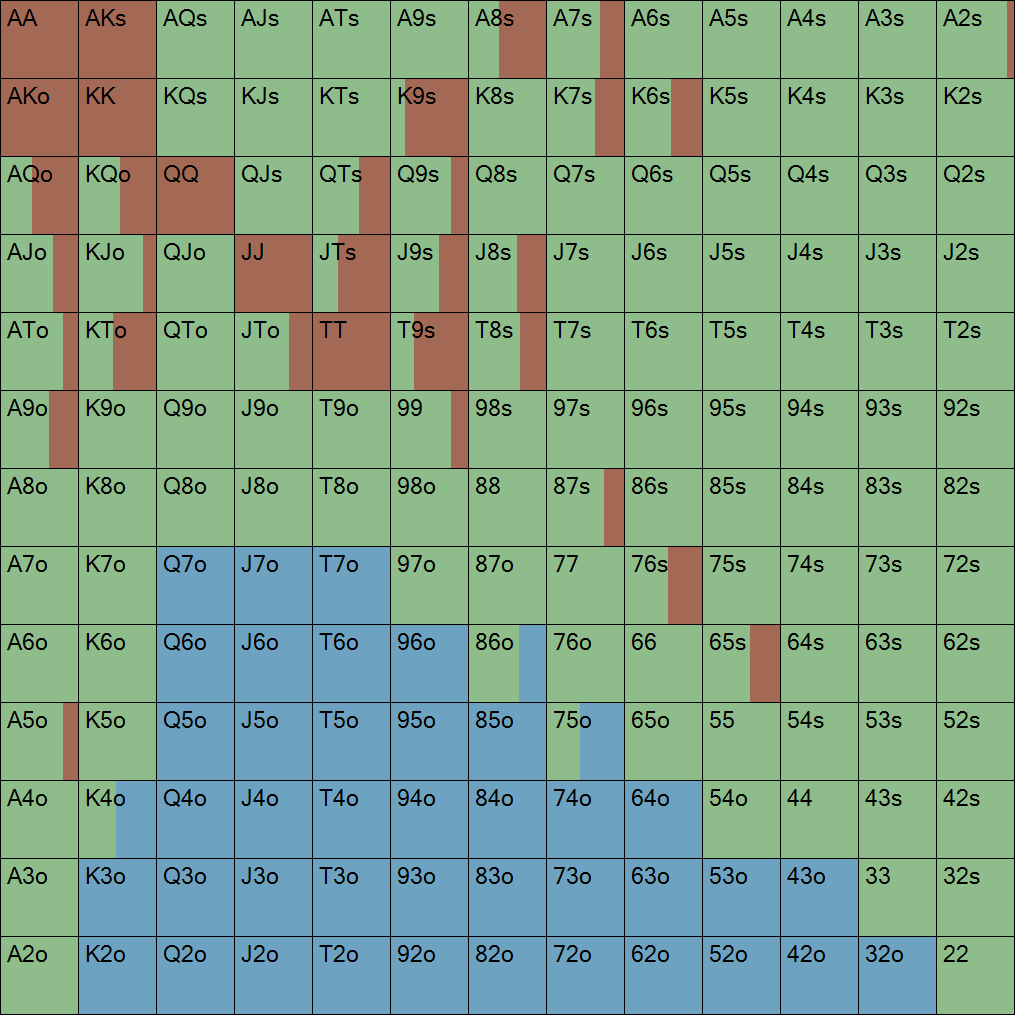 AA AKs AQs AJs ATs A9s A8s A7s A6s A5s A4s A3s A2s
AKo KK KQs KJs KTs K9s K8s K7s K6s K5s K4s K3s K2s
AQo KQo QQ QJs QTs Q9s Q8s Q7s Q6s Q5s Q4s Q3s Q2s
AJo KJo QJo JJ JTs J9s J8s J7s J6s J5s J4s J3s J2s
ATo KTo QTo JTo TT T9s T8s T7s T6s T5s T4s T3s T2s
A9o K9o Q9o J9o T9o 99 98s 97s 96s 95s 94s 93s 92s
A8o K8o Q8o J8o T8o 98o 88 87s 86s 85s 84s 83s 82s
A7o K7o Q7o J7o T7o 97o 87o 77 76s 75s 74s 73s 72s
A6o K6o Q6o J6o T6o 96o 86o 76o 66 65s 64s 63s 62s
A5o K5o Q5o J5o T5o 95o 85o 75o 65o 55 54s 53s 52s
A4o K4o Q4o J4o T4o 94o 84o 74o 64o 54o 44 43s 42s
A3o K3o Q3o J3o T3o 93o 83o 73o 63o 53o 43o 33 32s
A2o K2o Q2o J2o T2o 92o 82o 72o 62o 52o 42o 32o 22